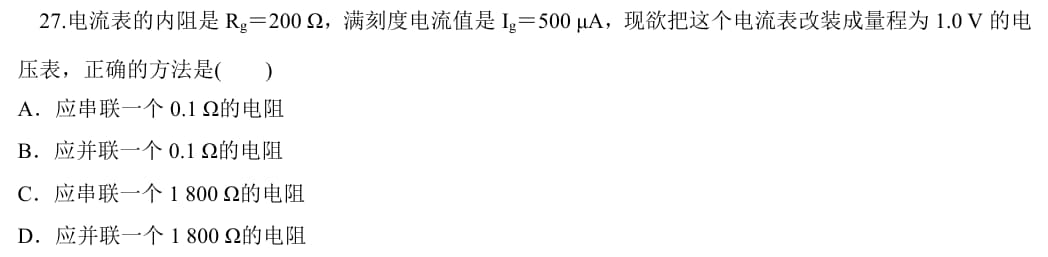 27.电流表的内阻是 Rg＝200 Ω，满刻度电流值是 Ig＝500 μA，现欲把这个电流表改装成量程为 1.0 V 的电
压表，正确的方法是(　　)
A．应串联一个 0.1 Ω的电阻
B．应并联一个 0.1 Ω的电阻
C．应串联一个 1 800 Ω的电阻
D．应并联一个 1 800 Ω的电阻